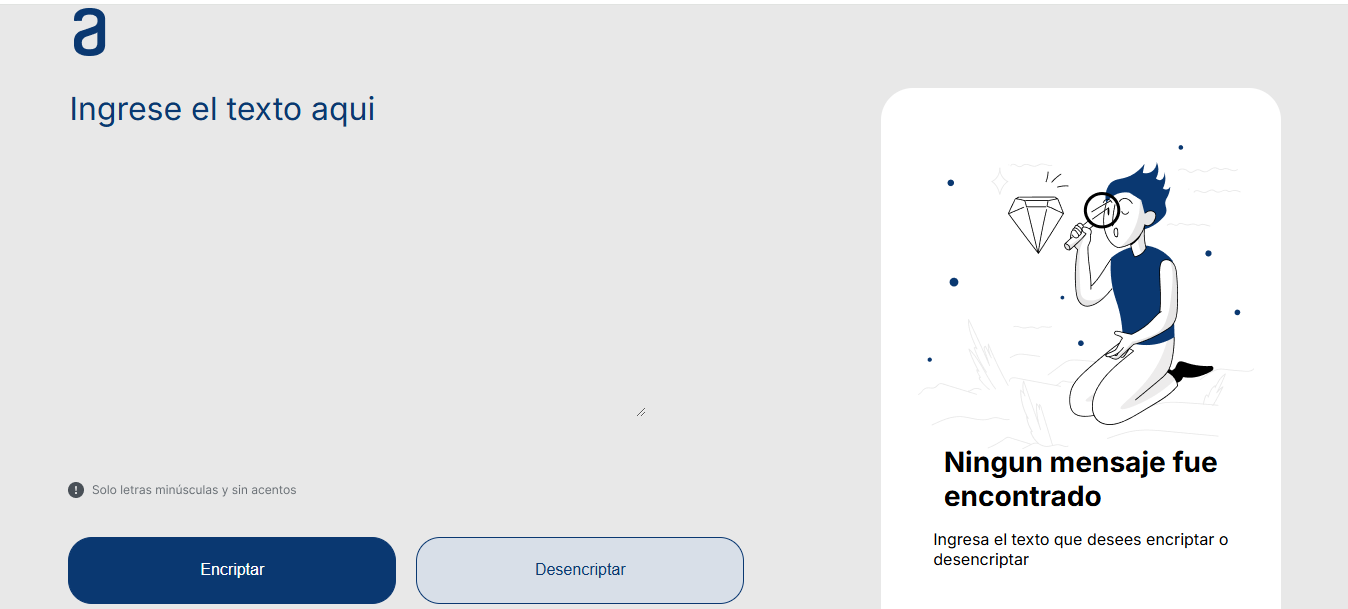 a
Ingrese el texto aqui
Solo letras minúsculas y sin acentos
Encriptar
Desencriptar
Ningun mensaje fue
encontrado
Ingresa el texto que desees encriptar o
desencriptar